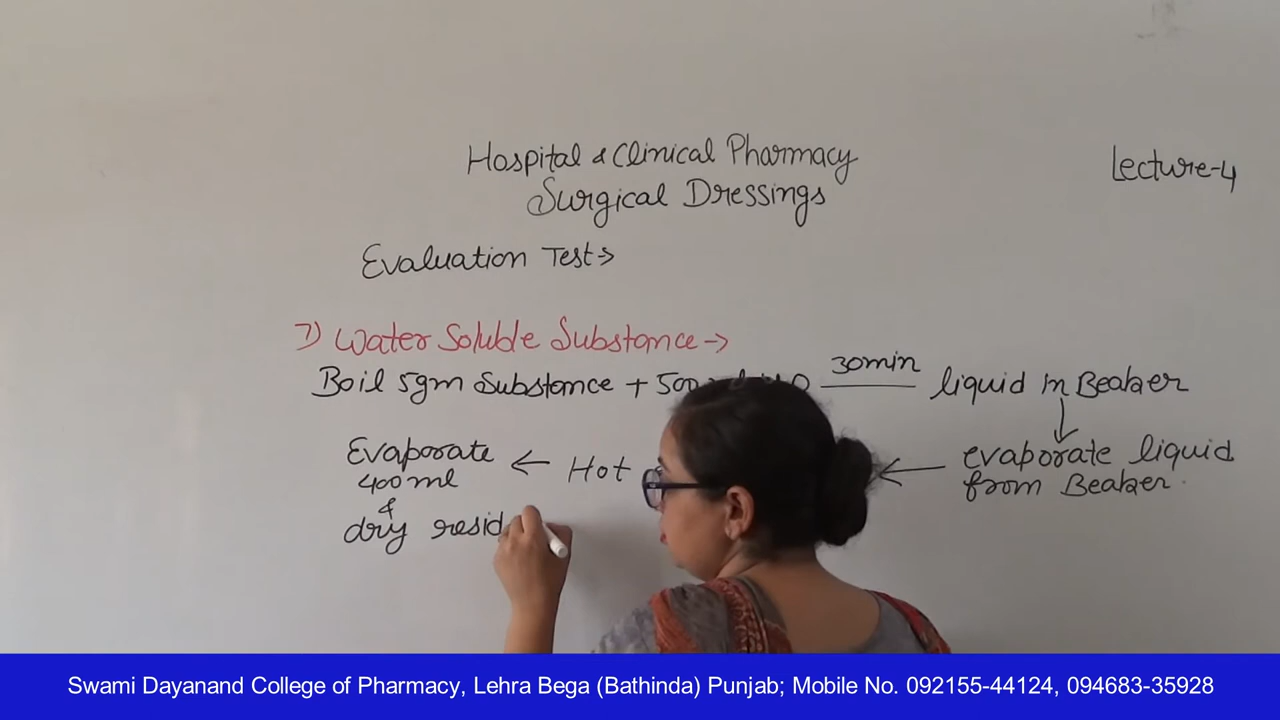 Hospital & Clinical Pharmacy
Lecture-4
Surgical Dressings
Evaluation Test →
7) Water Soluble Substance →
Boil 5gm Substance + 500 30min liquid in Beaker
Evaporate ← Hot ← evaporate liquid
400ml from Beaker
&
dry resid
Swami Dayanand College of Pharmacy, Lehra Bega (Bathinda) Punjab; Mobile No. 092155-44124, 094683-35928